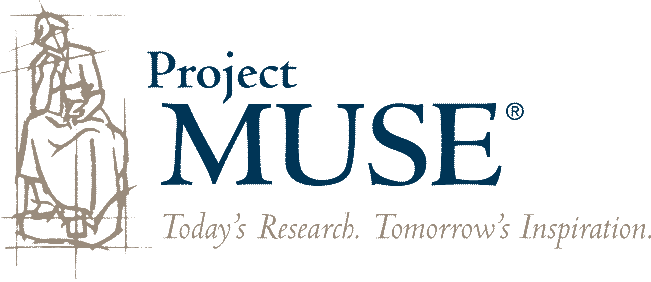 Project
MUSE®
Today's Research. Tomorrow's Inspiration.